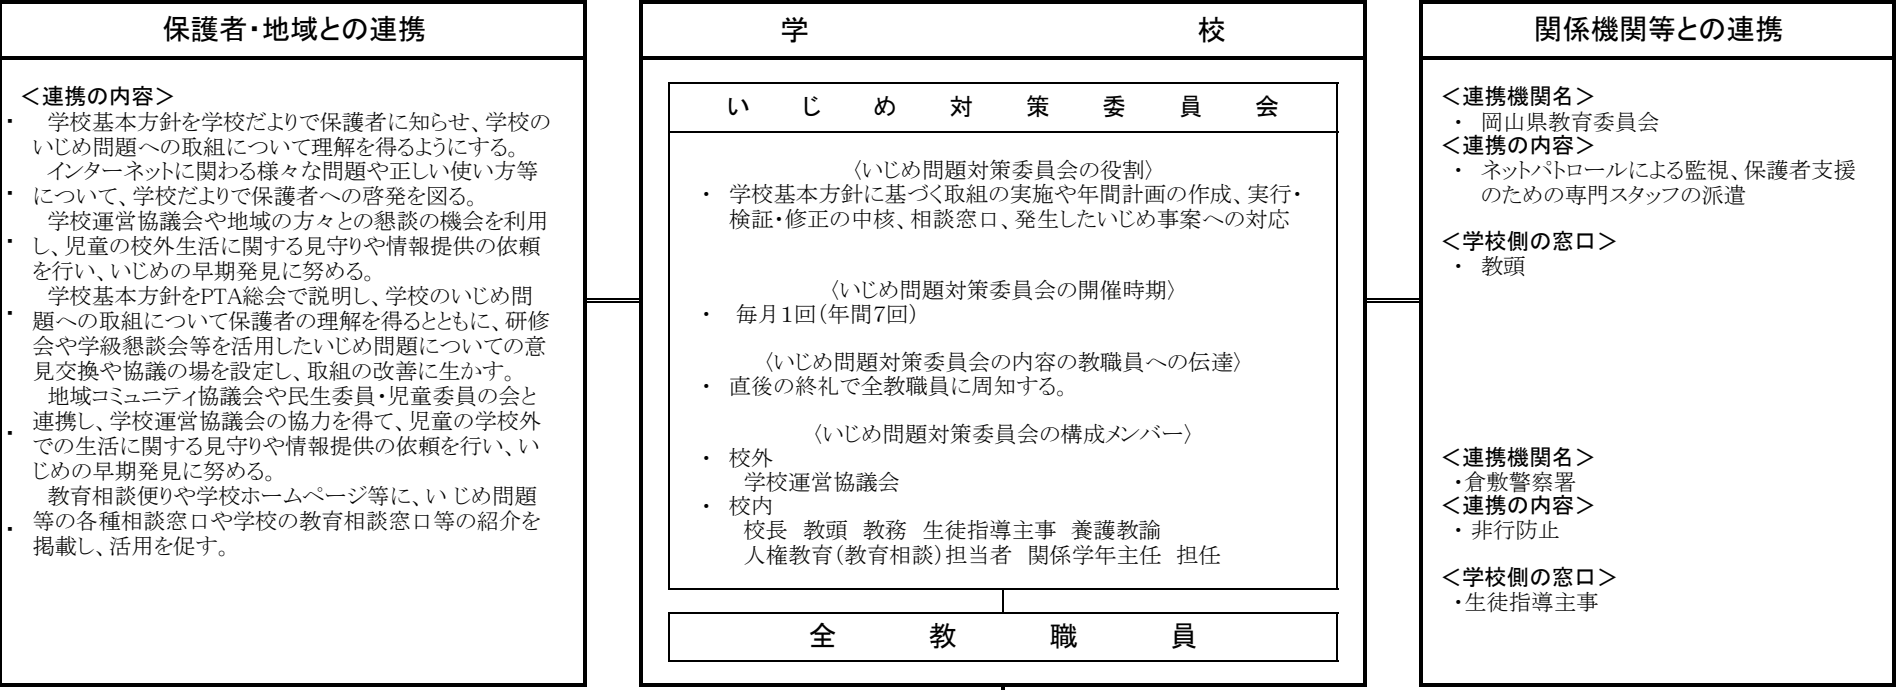 保護者・地域との連携
＜連携の内容＞
・　学校基本方針を学校だよりで保護者に知らせ、学校の
いじめ問題への取組について理解を得るようにする。
インターネットに関わる様々な問題や正しい使い方等
・について、学校だよりで保護者への啓発を図る。
学校運営協議会や地域の方々との懇談の機会を利用
・し、児童の校外生活に関する見守りや情報提供の依頼
を行い、いじめの早期発見に努める。
学校基本方針をPTA総会で説明し、学校のいじめ問
・題への取組について保護者の理解を得るとともに、研修
会や学級懇談会等を活用したいじめ問題についての意
見交換や協議の場を設定し、取組の改善に生かす。
地域コミュニティ協議会や民生委員・児童委員の会と
連携し、学校運営協議会の協力を得て、児童の学校外
・での生活に関する見守りや情報提供の依頼を行い、い
じめの早期発見に努める。
教育相談便りや学校ホームページ等に、い じめ問題
・等の各種相談窓口や学校の教育相談窓口等の紹介を
掲載し、活用を促す。
学　校
いじめ対策委員会
〈いじめ問題対策委員会の役割〉
・ 学校基本方針に基づく取組の実施や年間計画の作成、実行・
検証・修正の中核、相談窓口、発生したいじめ事案への対応
〈いじめ問題対策委員会の開催時期〉
・ 毎月1回(年間7回)
〈いじめ問題対策委員会の内容の教職員への伝達〉
・ 直後の終礼で全教職員に周知する。
〈いじめ問題対策委員会の構成メンバー〉
・ 校外
学校運営協議会
・ 校内
校長　教頭　教務　生徒指導主事　養護教諭
人権教育(教育相談)担当者　関係学年主任　担任
全教職員
関係機関等との連携
＜連携機関名＞
・ 岡山県教育委員会
＜連携の内容＞
・ ネットパトロールによる監視、保護者支援
のための専門スタッフの派遣
＜学校側の窓口＞
・ 教頭
＜連携機関名＞
・倉敷警察署
＜連携の内容＞
・ 非行防止
＜学校側の窓口＞
・生徒指導主事